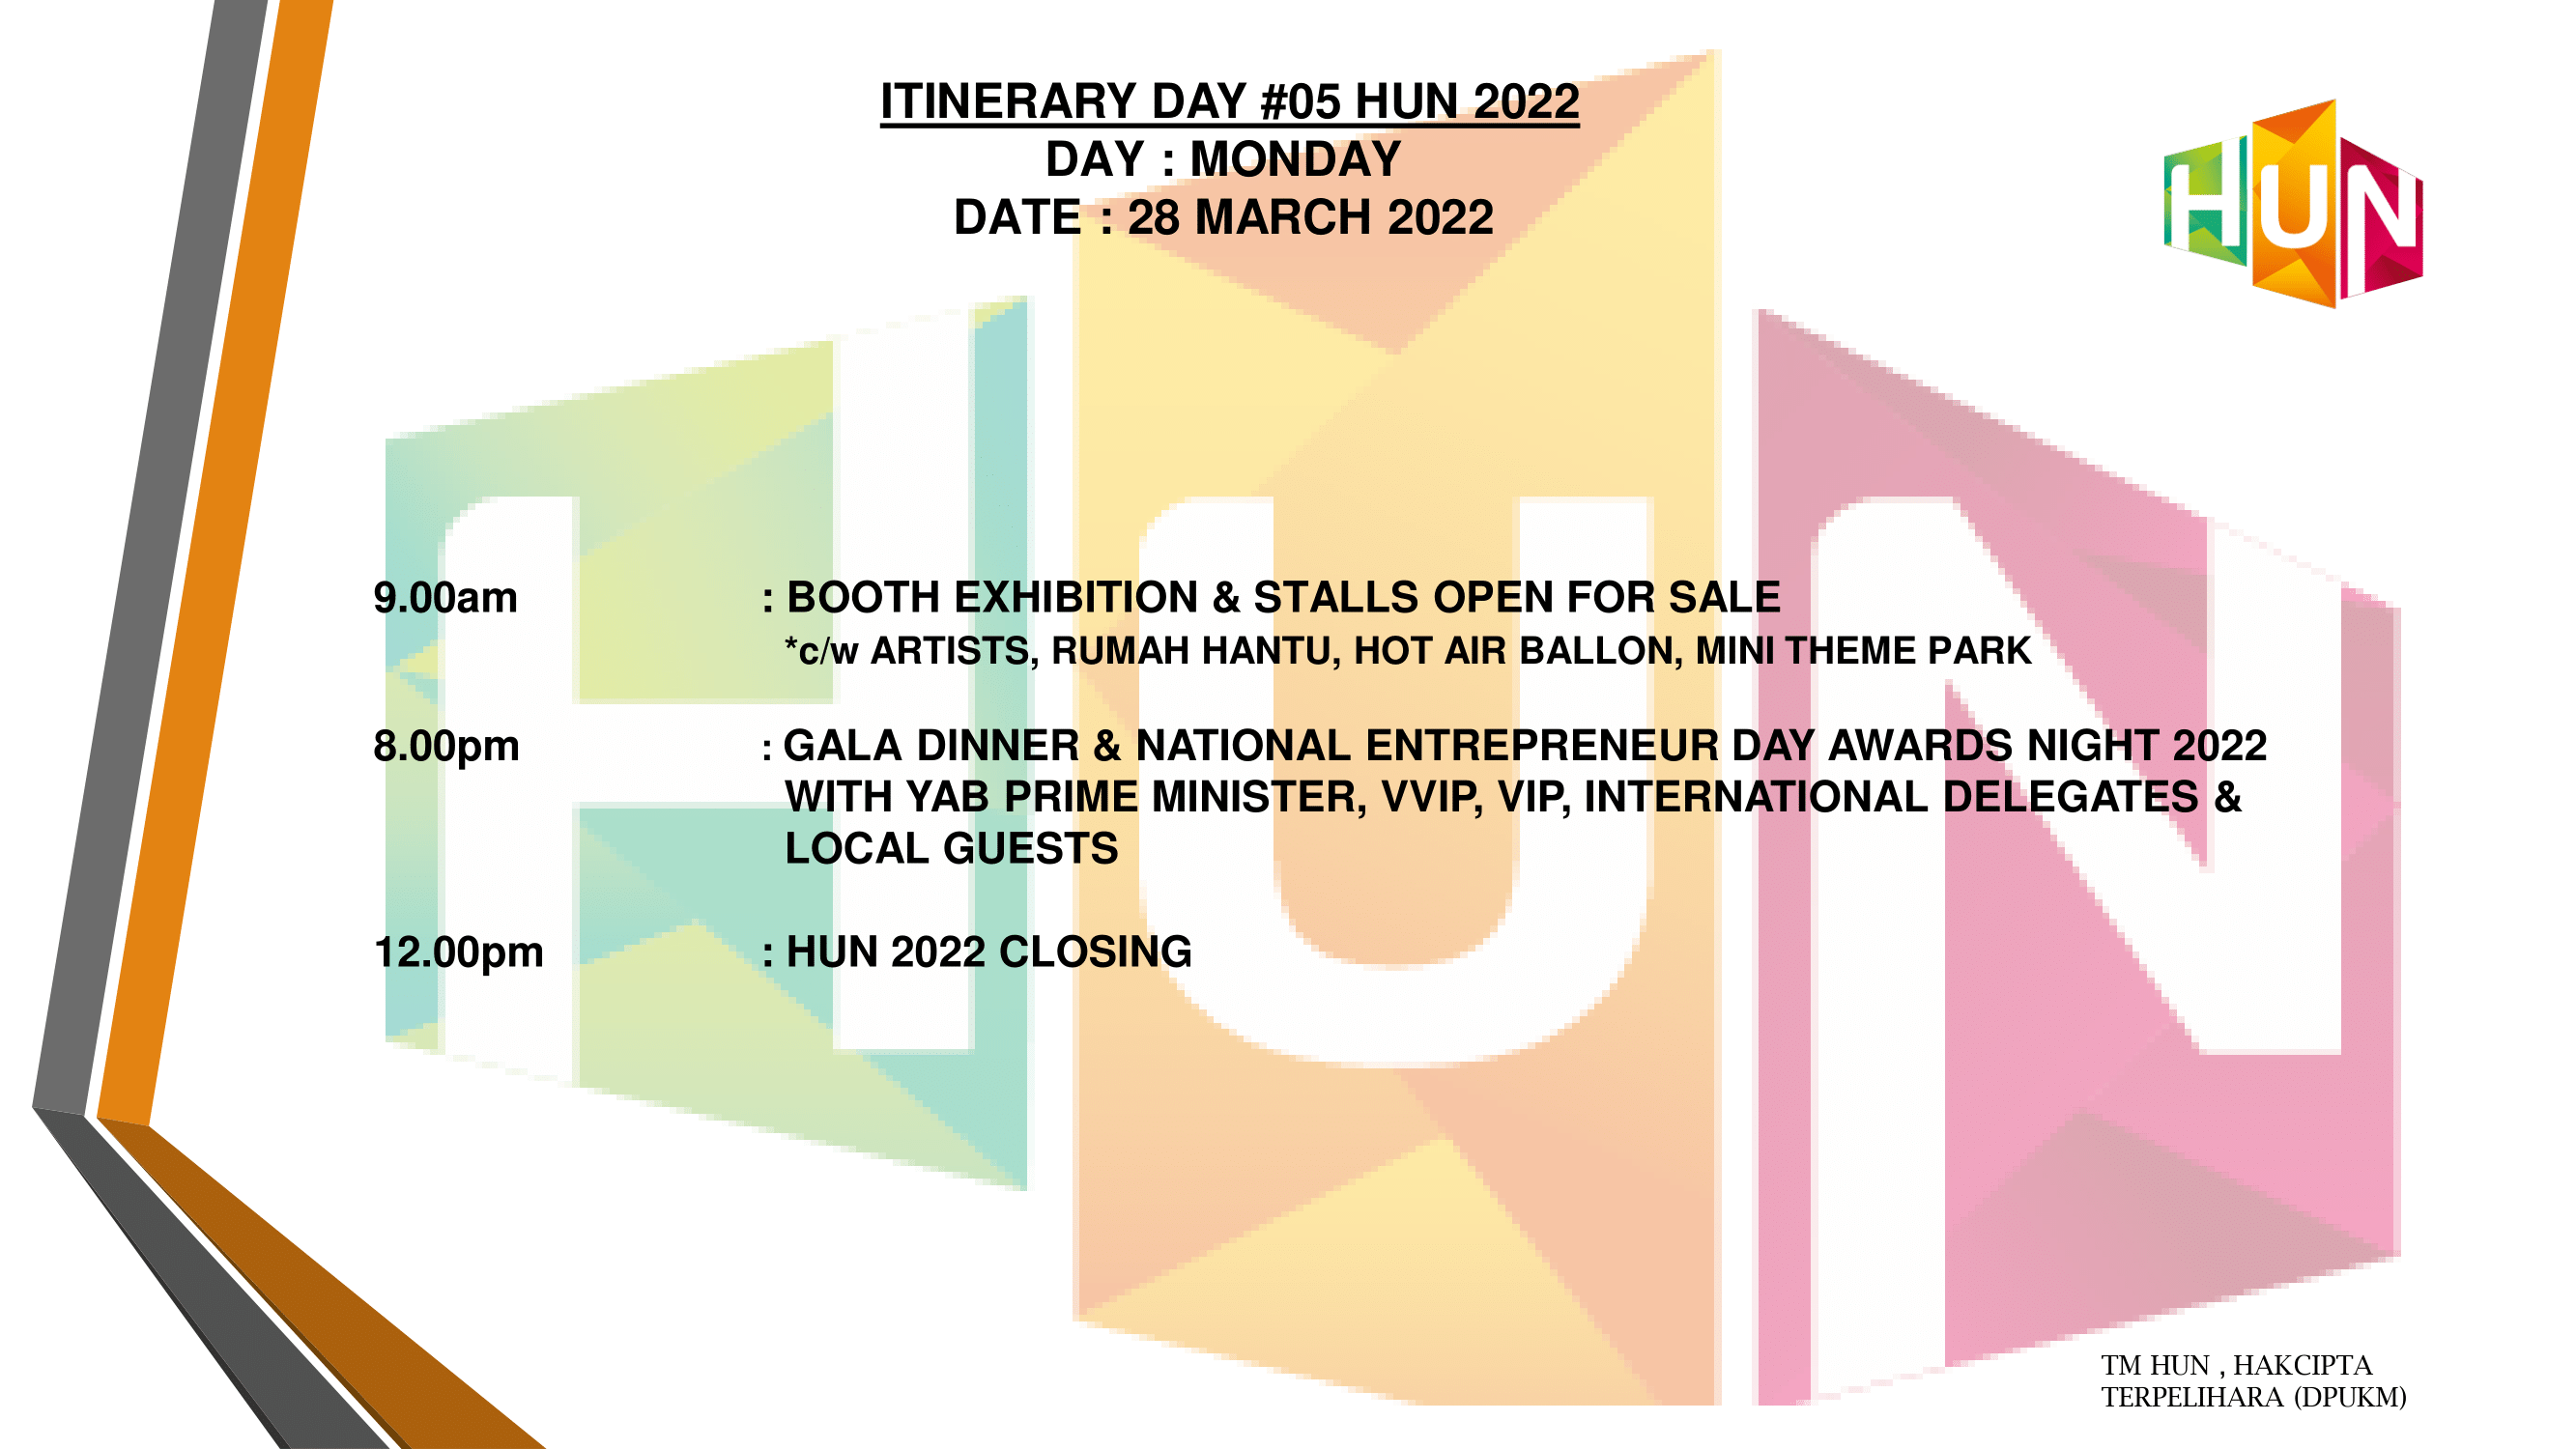 ITINERARY DAY #05 HUN 2022
DAY : MONDAY
DATE : 28 MARCH 2022
HUN
9.00am : BOOTH EXHIBITION & STALLS OPEN FOR SALE
*c/w ARTISTS, RUMAH HANTU, HOT AIR BALLON, MINI THEME PARK
8.00pm : GALA DINNER & NATIONAL ENTREPRENEUR DAY AWARDS NIGHT 2022
WITH YAB PRIME MINISTER, VVIP, VIP, INTERNATIONAL DELEGATES &
LOCAL GUESTS
12.00pm : HUN 2022 CLOSING
HUN
TM HUN , HAKCIPTA
TERPELIHARA (DPUKM)